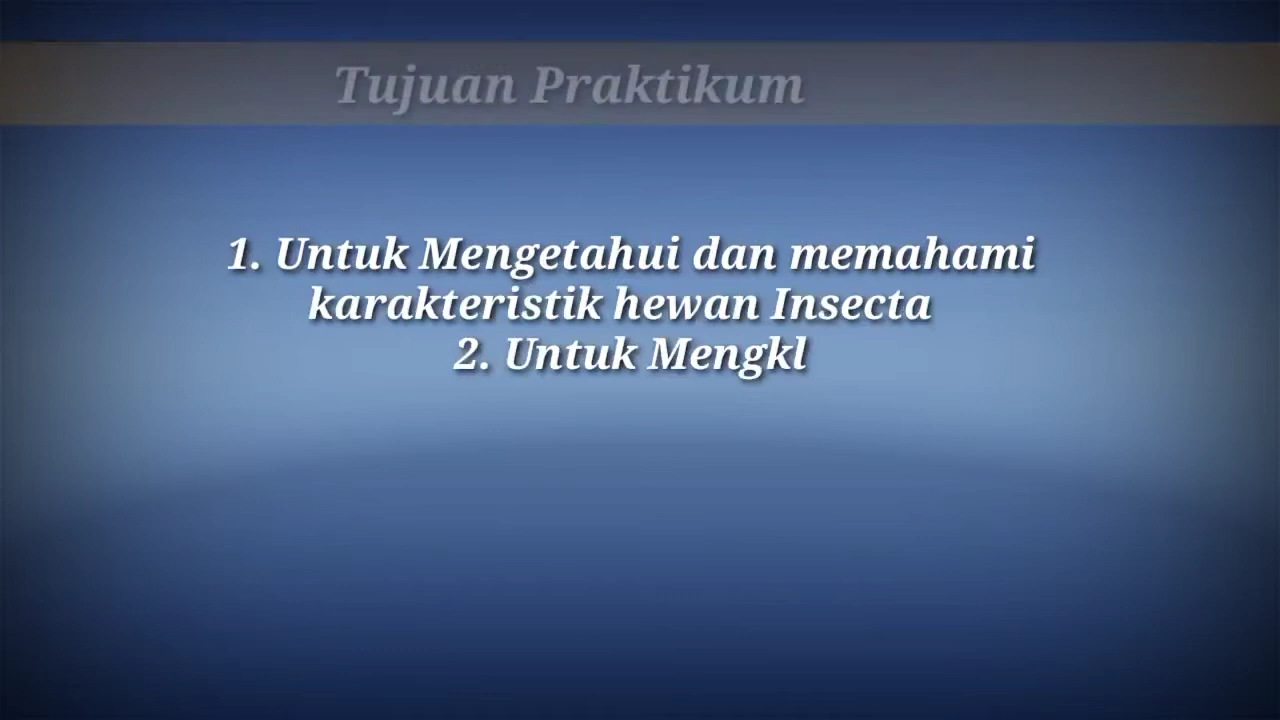 Tujuan Praktikum
1. Untuk Mengetahui dan memahami
karakteristik hewan Insecta
2. Untuk Mengkl